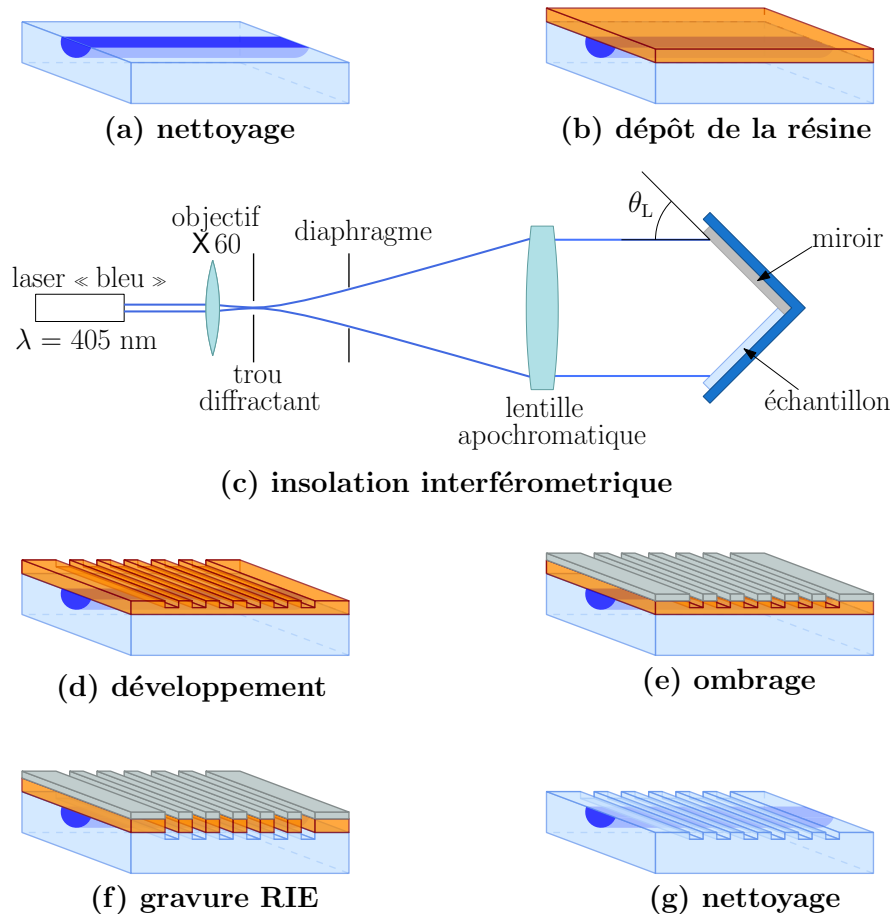 (a) nettoyage
(b) dépôt de la résine
objectif
X 60
diaphragme
θL
miroir
laser « bleu »
λ = 405 nm
trou
diffractant
lentille
apochromatique
échantillon
(c) insolation interférometrique
(d) développement
(e) ombrage
(f) gravure RIE
(g) nettoyage